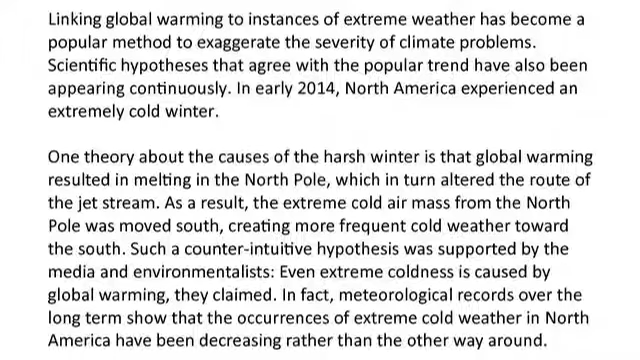 Linking global warming to instances of extreme weather has become a
popular method to exaggerate the severity of climate problems.
Scientific hypotheses that agree with the popular trend have also been
appearing continuously. In early 2014, North America experienced an
extremely cold winter.
One theory about the causes of the harsh winter is that global warming
resulted in melting in the North Pole, which in turn altered the route of
the jet stream. As a result, the extreme cold air mass from the North
Pole was moved south, creating more frequent cold weather toward
the south. Such a counter-intuitive hypothesis was supported by the
media and environmentalists: Even extreme coldness is caused by
global warming, they claimed. In fact, meteorological records over the
long term show that the occurrences of extreme cold weather in North
America have been decreasing rather than the other way around.